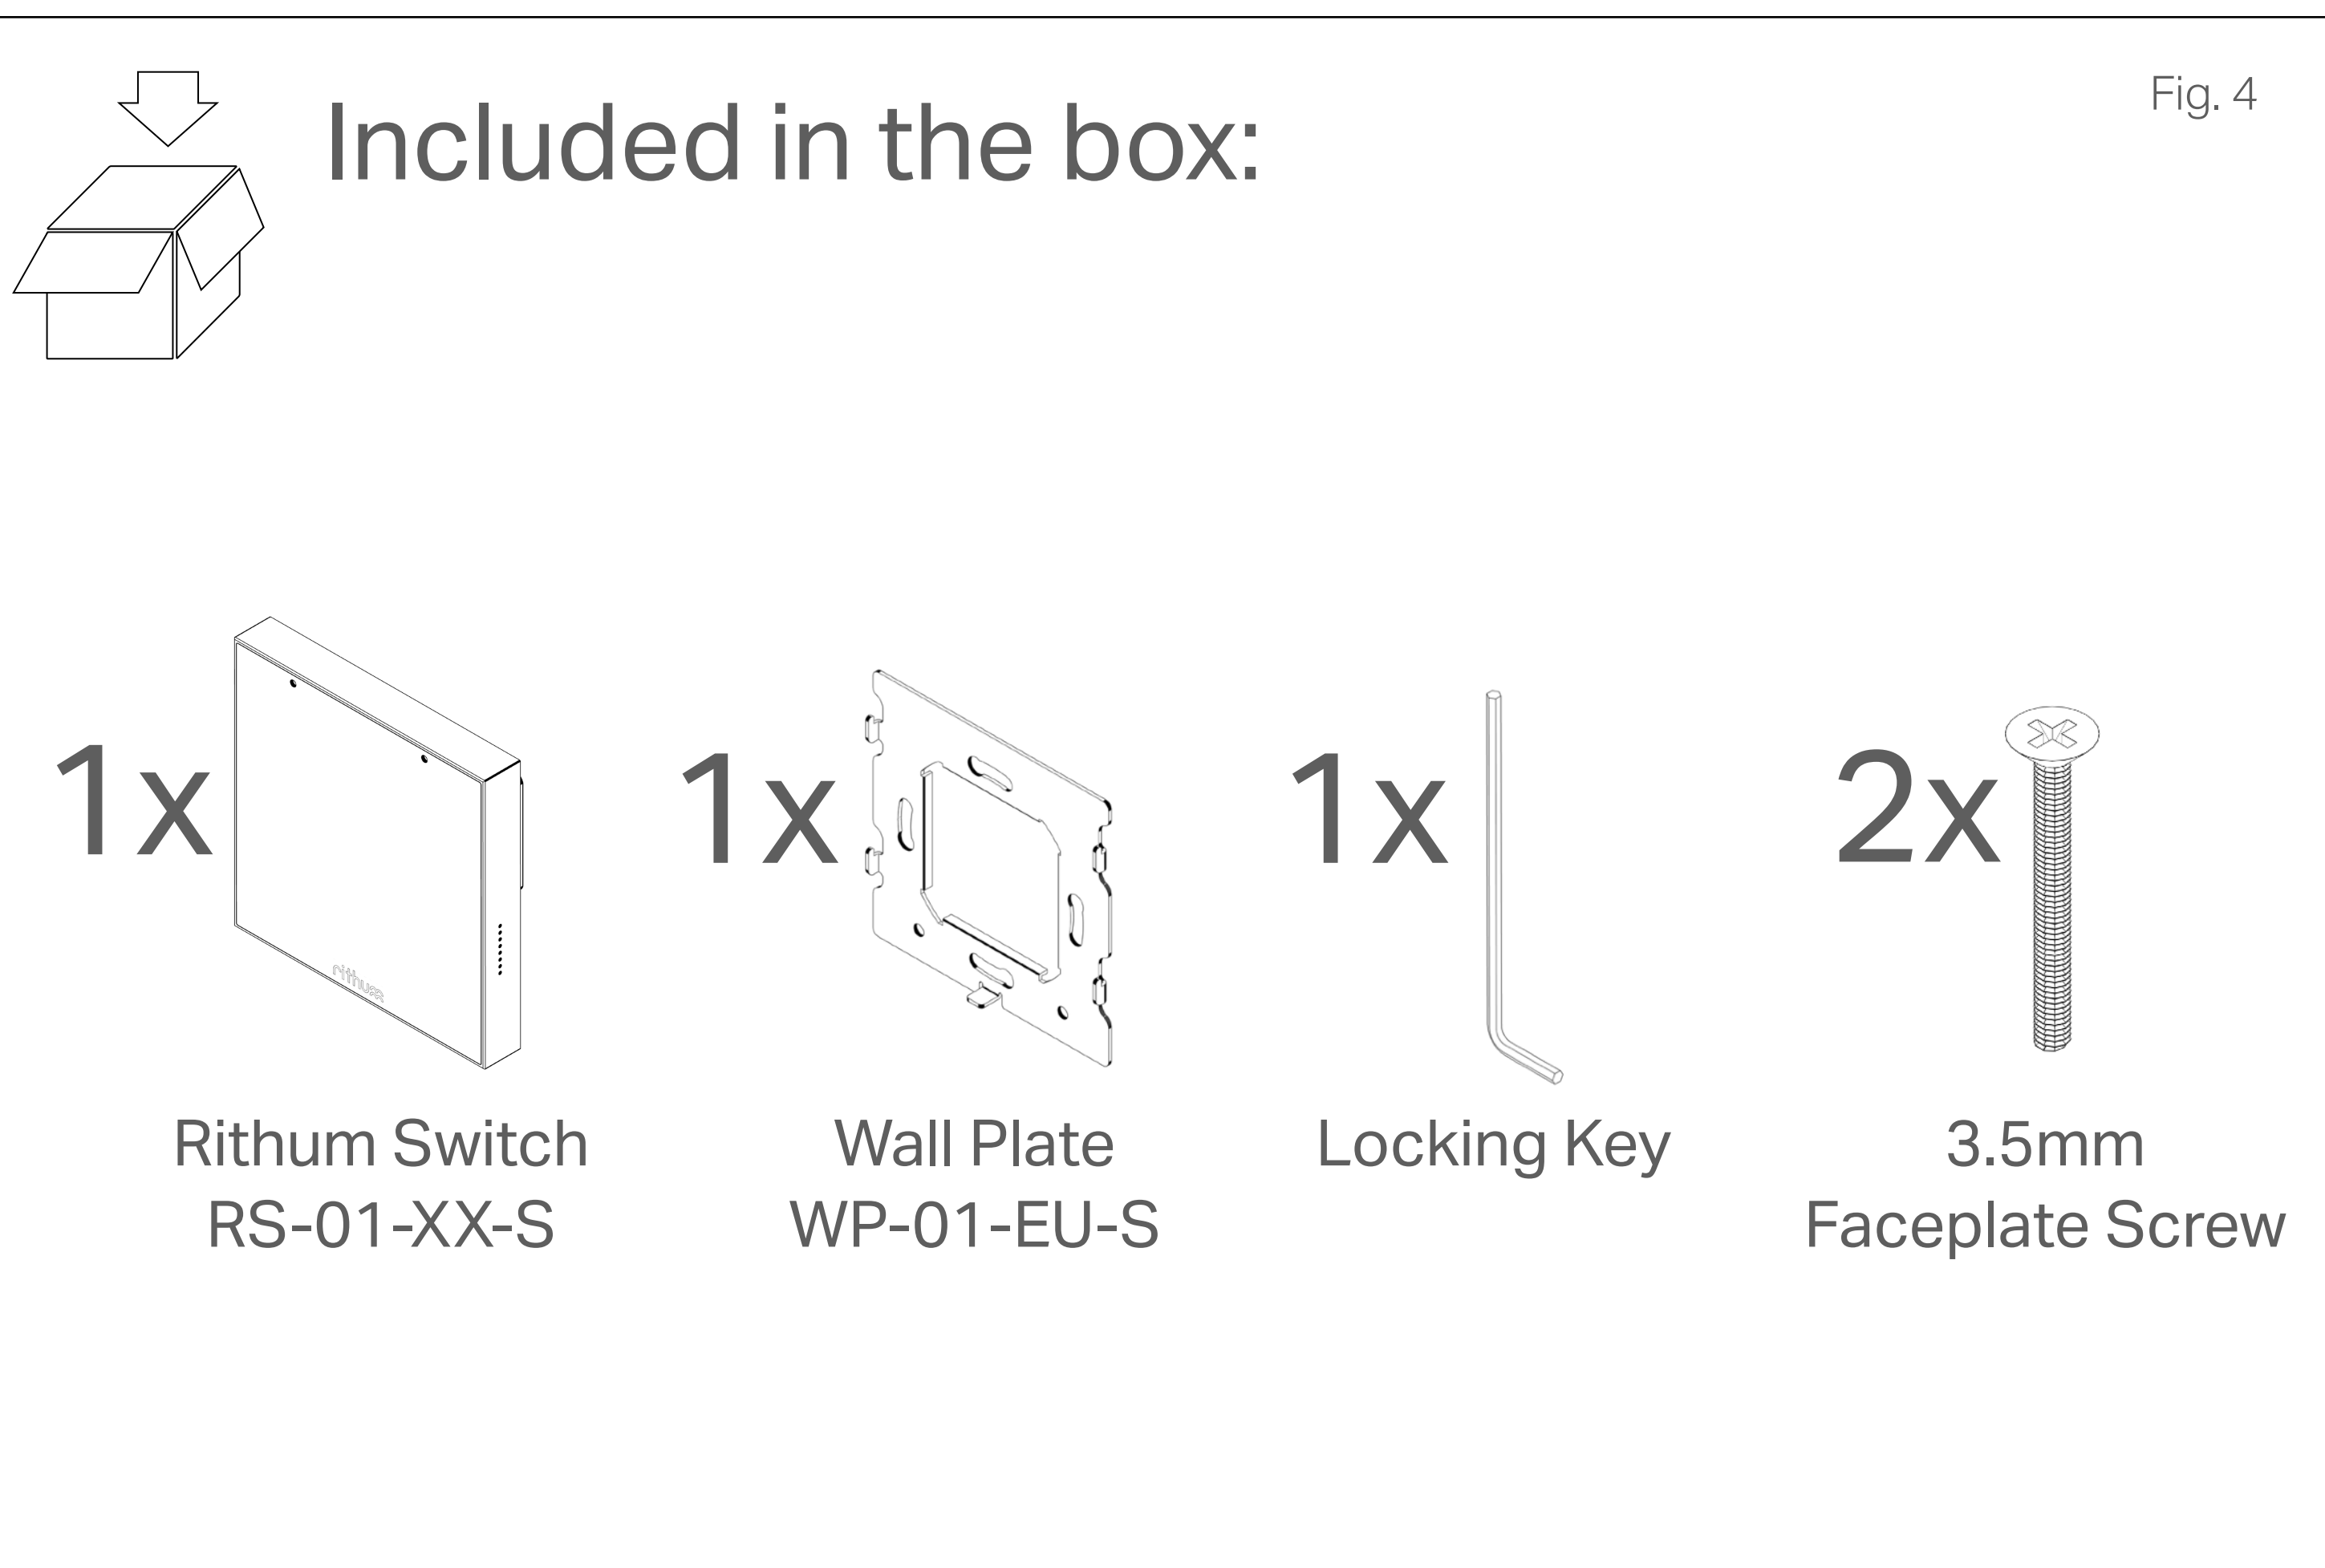 Fig. 4
Included in the box:
1x
1x
1x
2x
rithum
Rithum Switch
RS-01-XX-S
Wall Plate
WP-01-EU-S
Locking Key
3.5mm
Faceplate Screw